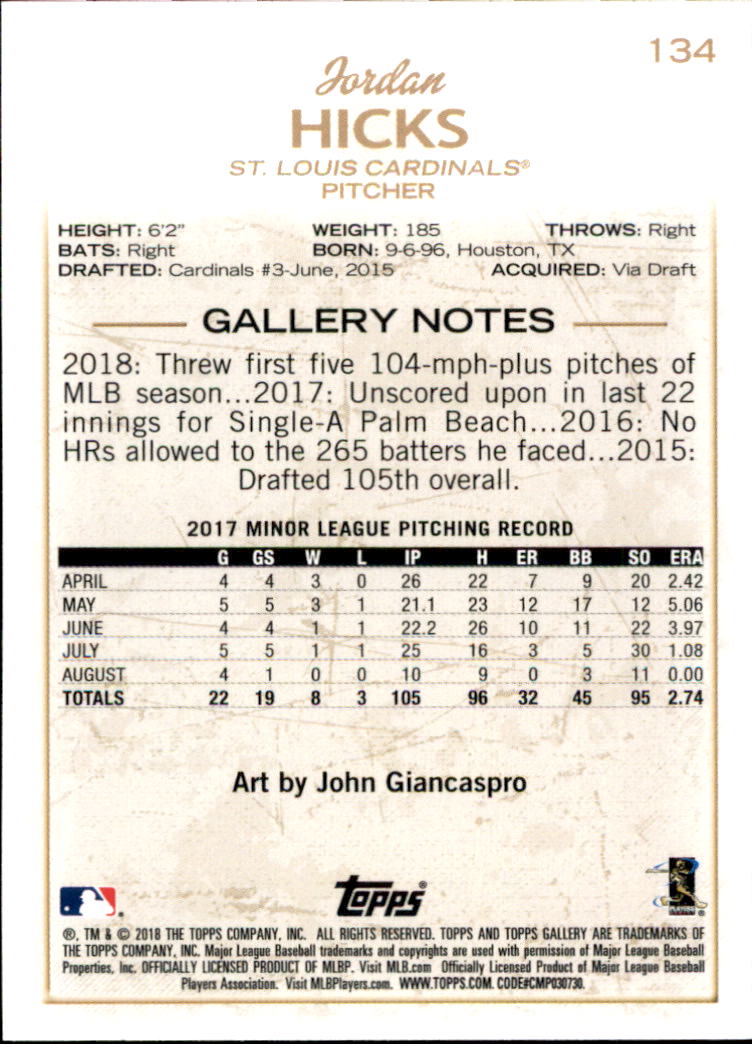 134
Jordan
HICKS
ST. LOUIS CARDINALS®
PITCHER
HEIGHT: 6'2" WEIGHT: 185 THROWS: Right
BATS: Right BORN: 9-6-96, Houston, TX
DRAFTED: Cardinals #3-June, 2015 ACQUIRED: Via Draft
GALLERY NOTES
2018: Threw first five 104-mph-plus pitches of
MLB season...2017: Unscored upon in last 22
innings for Single-A Palm Beach...2016: No
HRs allowed to the 265 batters he faced...2015:
Drafted 105th overall.
2017 MINOR LEAGUE PITCHING RECORD
G GS W L IP H ER BB SO ERA
APRIL 4 4 3 0 26 22 7 9 20 2.42
MAY 5 5 3 1 21.1 23 12 17 12 5.06
JUNE 4 4 1 1 22.2 26 10 11 22 3.97
JULY 5 5 1 1 25 16 3 5 30 1.08
AUGUST 4 1 0 0 10 9 0 3 11 0.00
TOTALS 22 19 8 3 105 96 32 45 95 2.74
Art by John Giancaspro
topps®
PLAYERS
®, TM & © 2018 THE TOPPS COMPANY, INC. ALL RIGHTS RESERVED. TOPPS AND TOPPS GALLERY ARE TRADEMARKS OF
THE TOPPS COMPANY, INC. Major League Baseball trademarks and copyrights are used with permission of Major League Baseball
Properties, Inc. OFFICIALLY LICENSED PRODUCT OF MLBP. Visit MLB.com Officially Licensed Product of Major League Baseball
Players Association. Visit MLBPlayers.com. WWW.TOPPS.COM. CODE#CMP030730.